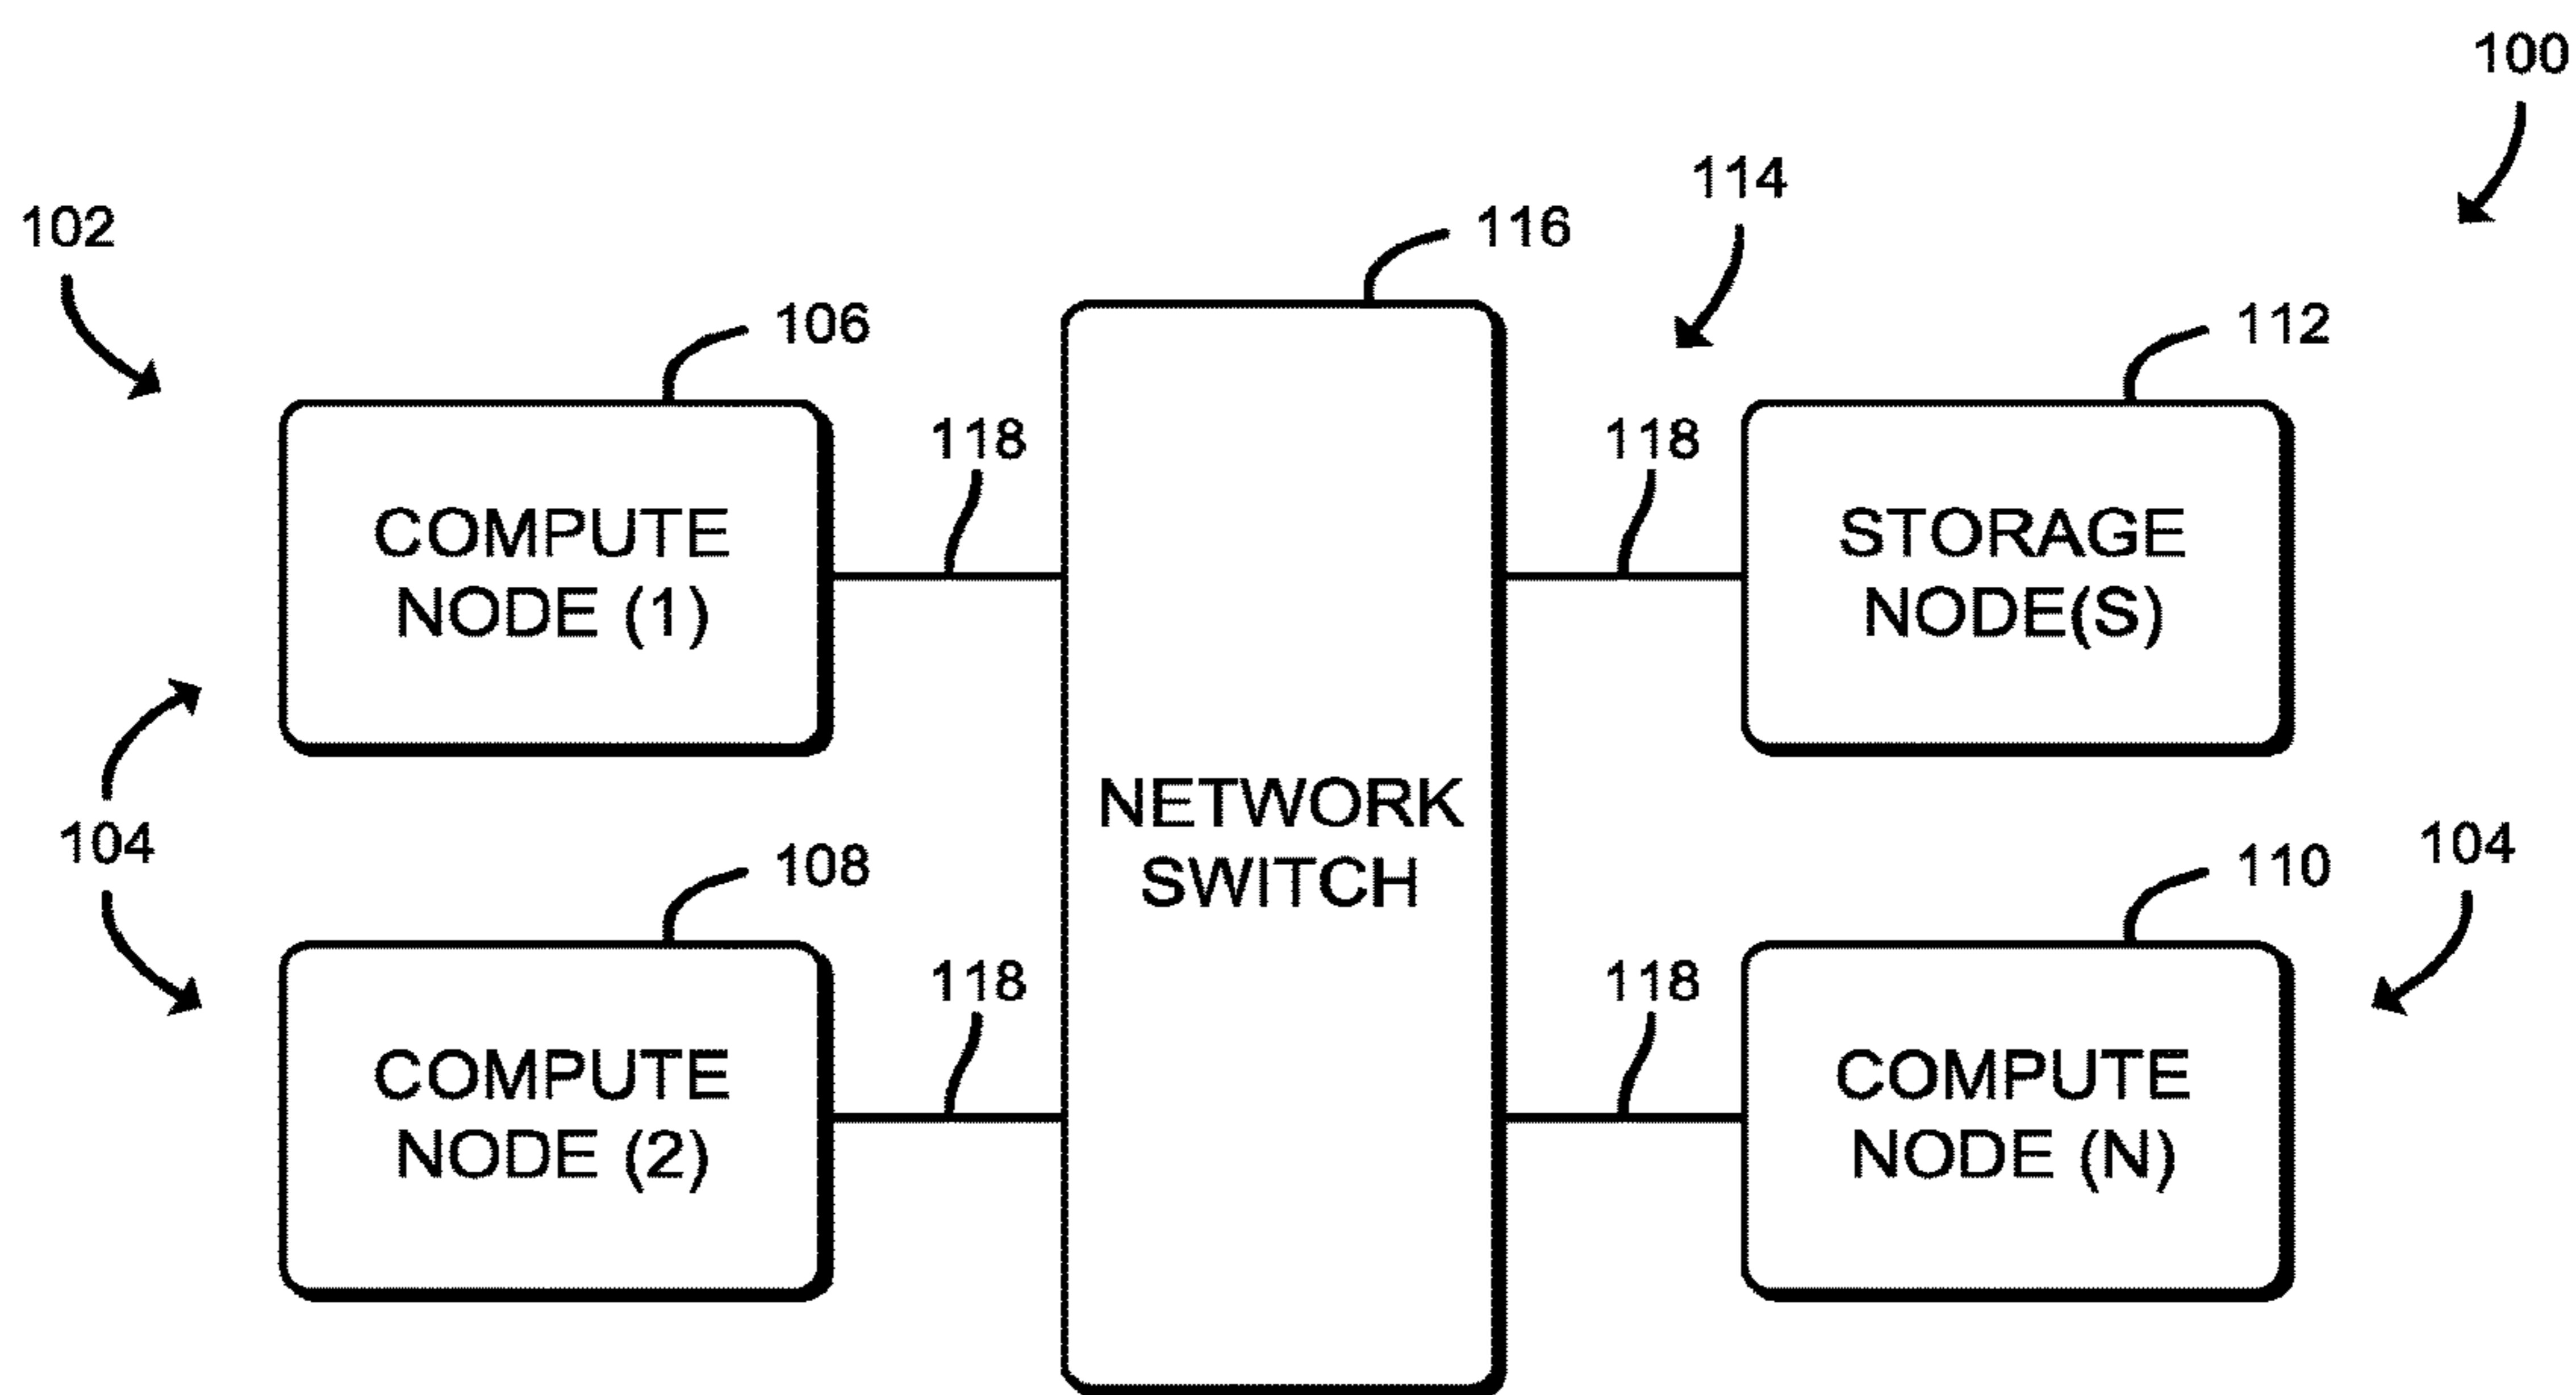 100
114
102
116
106
112
118
118
COMPUTE
NODE (1)
STORAGE
NODE(S)
NETWORK
SWITCH
104
108
110
104
118
118
COMPUTE
NODE (2)
COMPUTE
NODE (N)